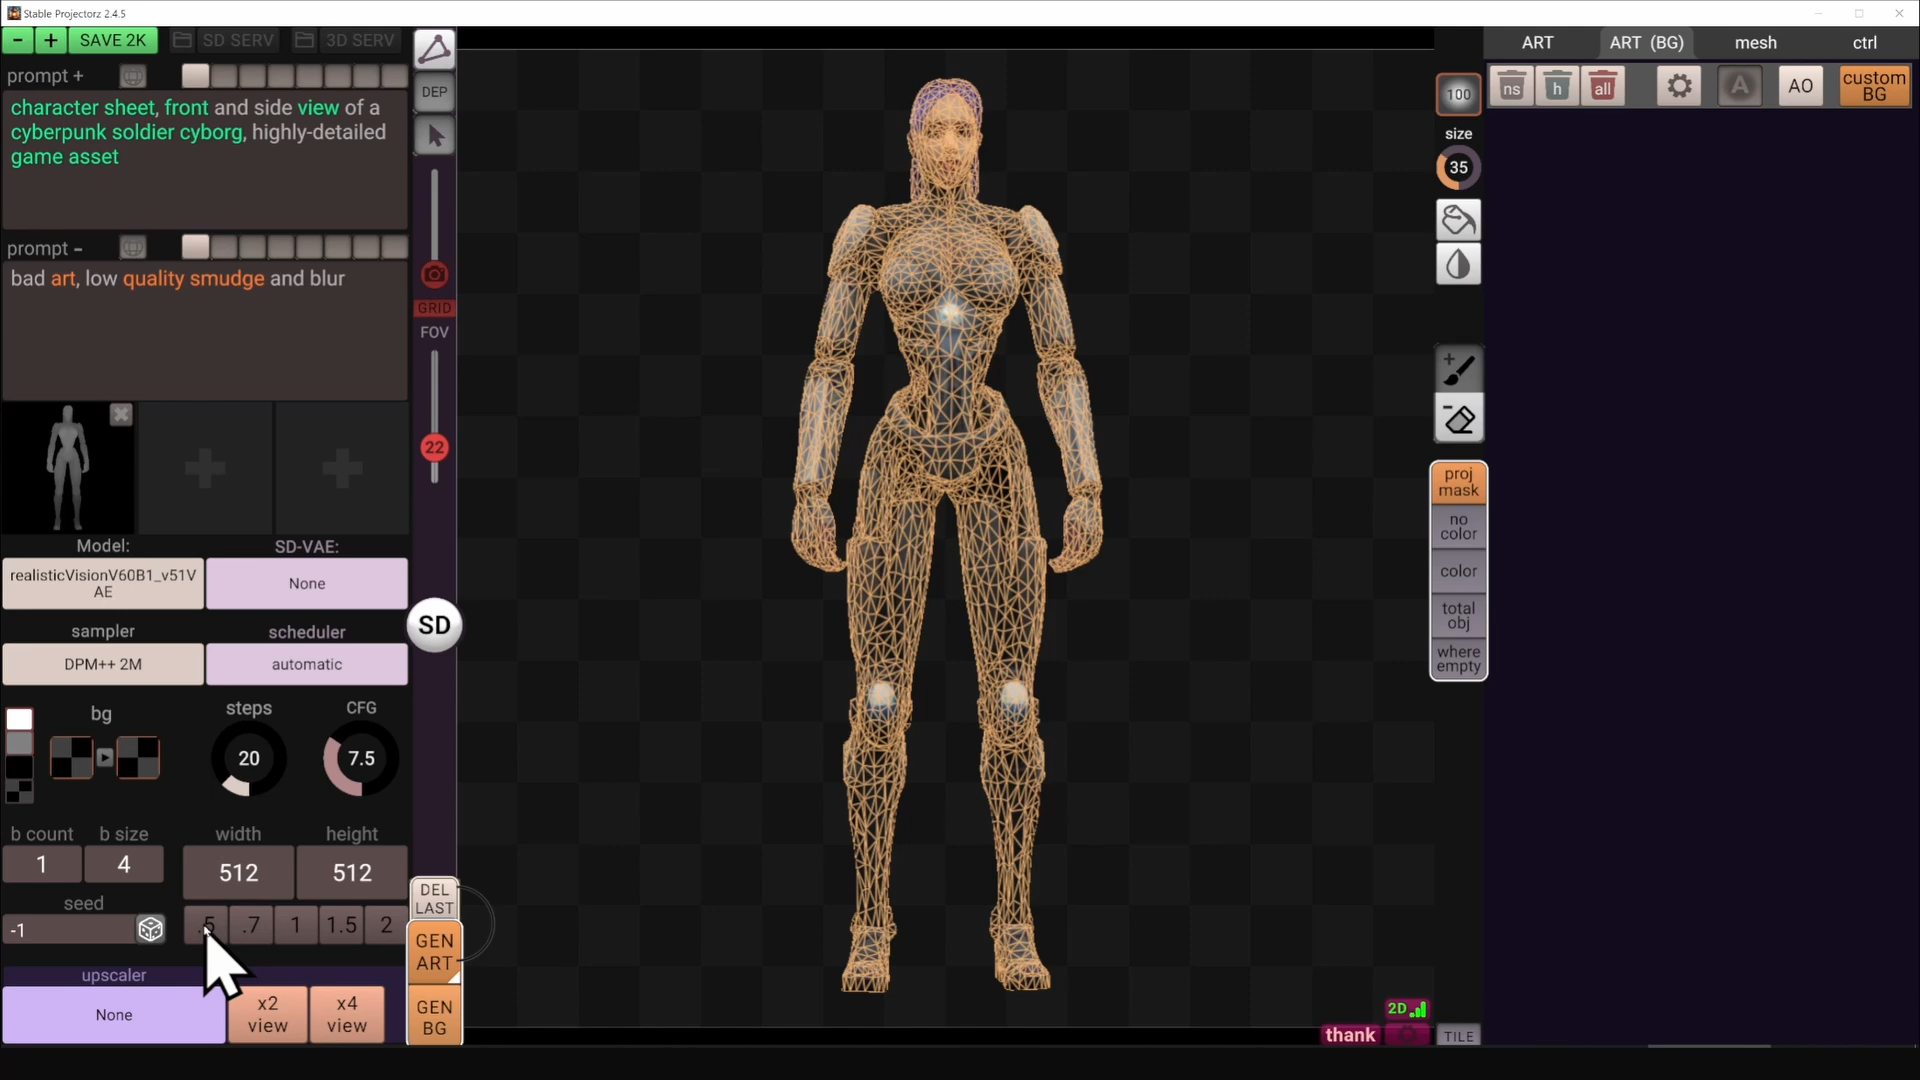 Stable Projectorz 2.4.5
- + SAVE 2K SD SERV 3D SERV
prompt +
character sheet, front and side view of a
cyberpunk soldier cyborg, highly-detailed
game asset
prompt -
bad art, low quality smudge and blur
Model: SD-VAE:
realisticVisionV60B1_v51V
AE
None
sampler scheduler
DPM++ 2M automatic
bg steps CFG
20 7.5
b count b size width height
1 4 512 512
seed
-1
.5 .7 1 1.5 2
upscaler
None
x2
view
x4
view
DEP
GRID
FOV
22
SD
DEL
LAST
GEN
ART
GEN
BG
100
size
35
proj
mask
no
color
color
total
obj
where
empty
2D
thank
TILE
ART ART (BG) mesh ctrl
ns h all A AO
custom
BG